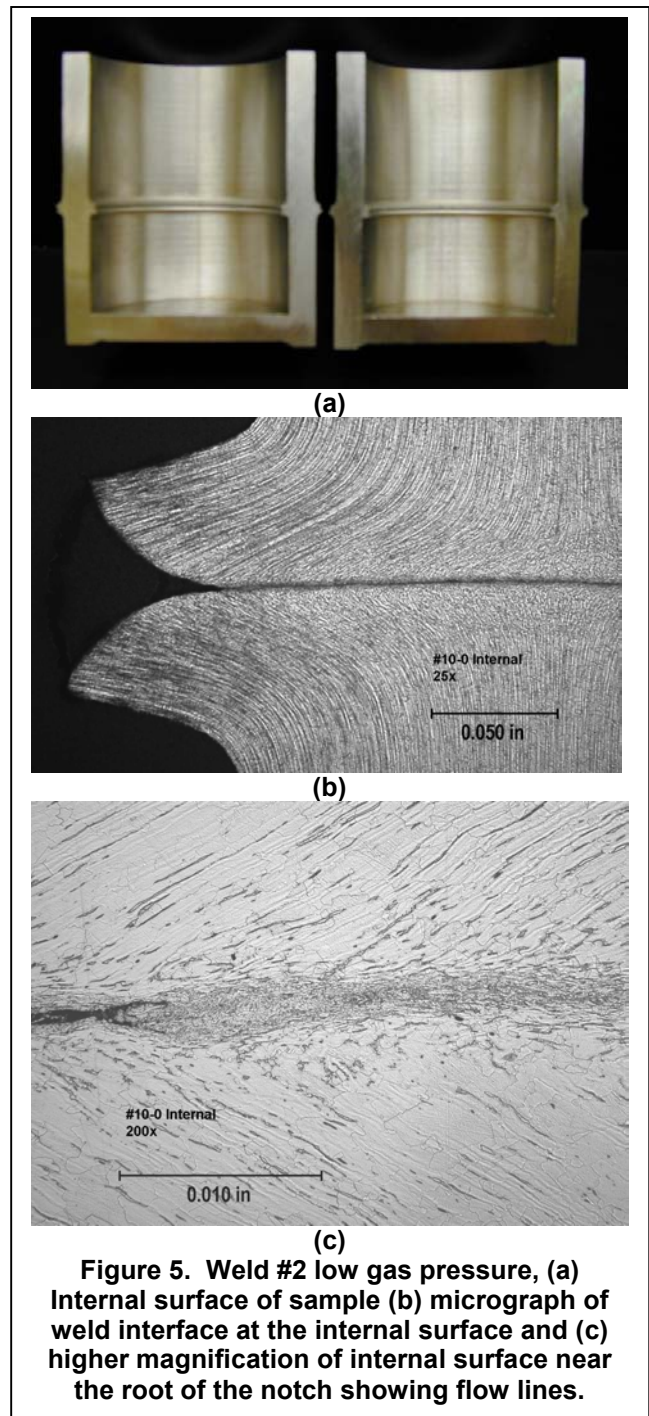 (a)
#10-0 Internal
25x
0.050 in
(b)
#10-0 Internal
200x
0.010 in
(c)
Figure 5. Weld #2 low gas pressure, (a)
Internal surface of sample (b) micrograph of
weld interface at the internal surface and (c)
higher magnification of internal surface near
the root of the notch showing flow lines.